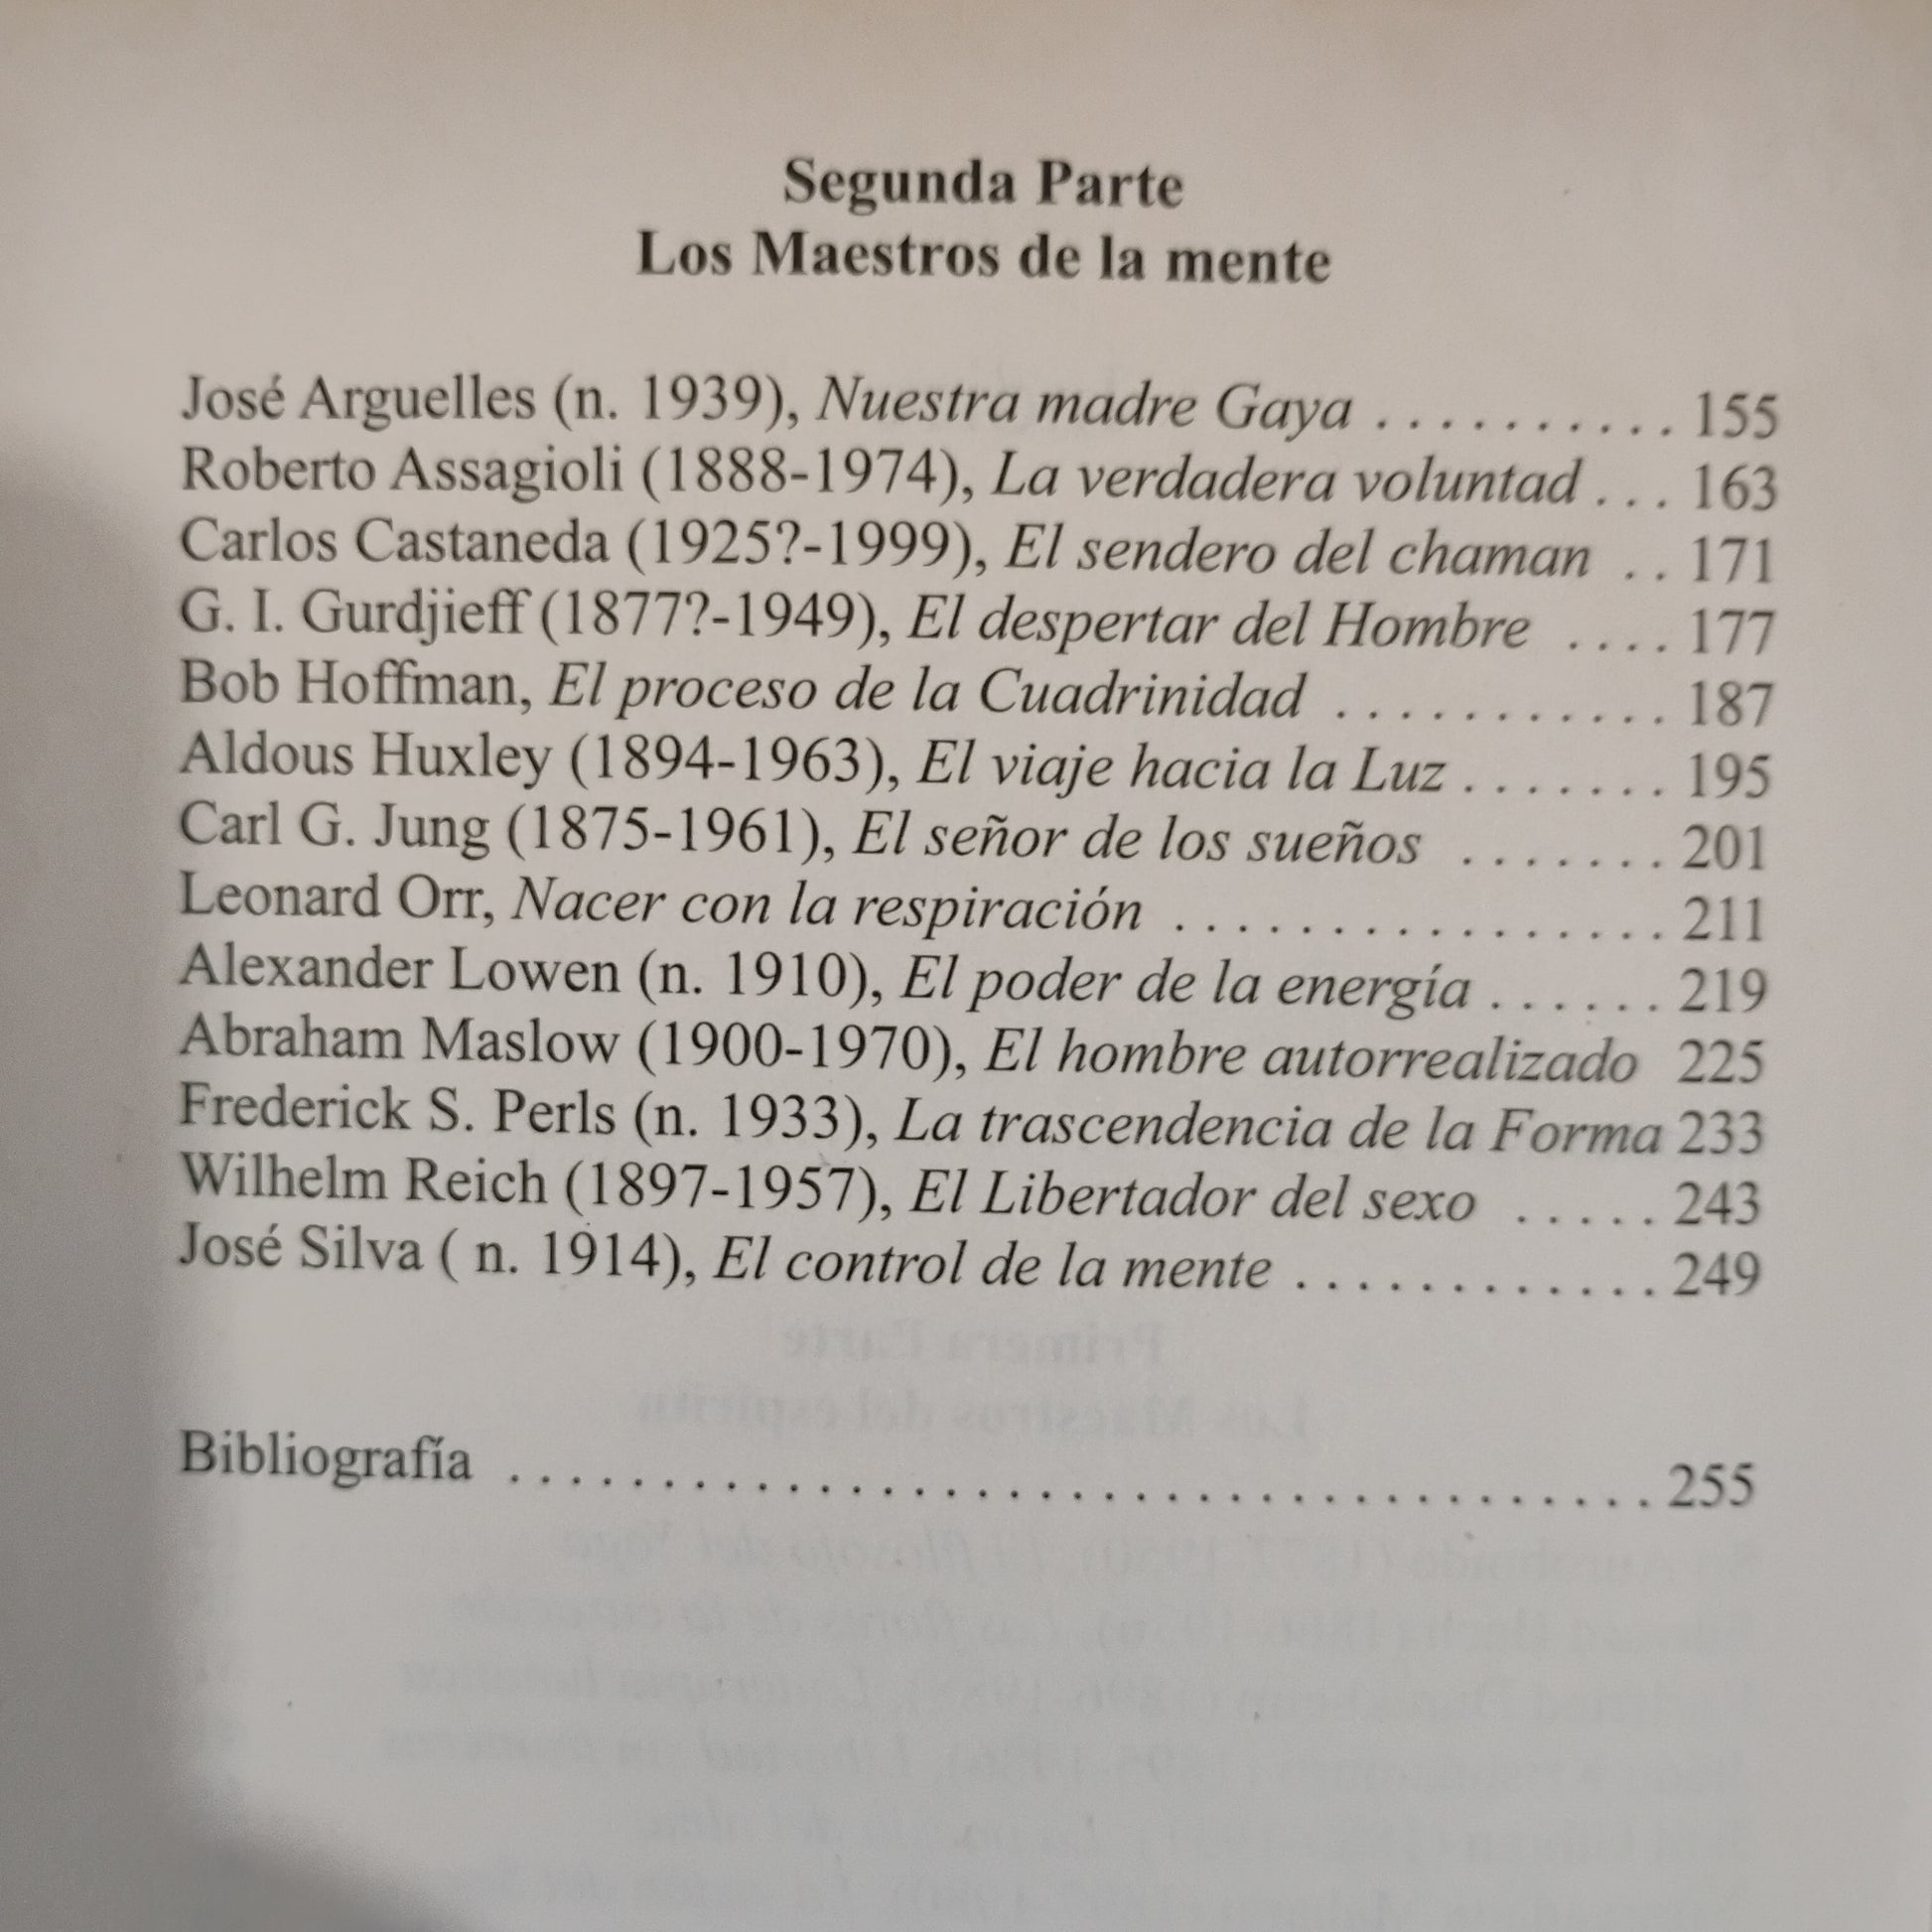 Segunda Parte
Los Maestros de la mente
José Arguelles (n. 1939), Nuestra madre Gaya .......... 155
Roberto Assagioli (1888-1974), La verdadera voluntad ... 163
Carlos Castaneda (1925?-1999), El sendero del chaman .. 171
G. I. Gurdjieff (1877?-1949), El despertar del Hombre .... 177
Bob Hoffman, El proceso de la Cuadrinidad ........... 187
Aldous Huxley (1894-1963), El viaje hacia la Luz ....... 195
Carl G. Jung (1875-1961), El señor de los sueños ....... 201
Leonard Orr, Nacer con la respiración ................ 211
Alexander Lowen (n. 1910), El poder de la energía ...... 219
Abraham Maslow (1900-1970), El hombre autorrealizado 225
Frederick S. Perls (n. 1933), La trascendencia de la Forma 233
Wilhelm Reich (1897-1957), El Libertador del sexo ..... 243
José Silva ( n. 1914), El control de la mente ............ 249
Primera Parte
Los Maestros del espíritu
Bibliografía ..................................... 255